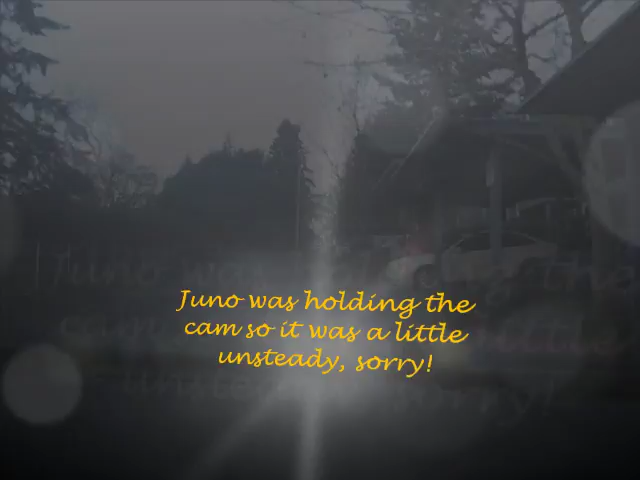 Juno was holding the
cam so it was a little
unsteady, sorry!